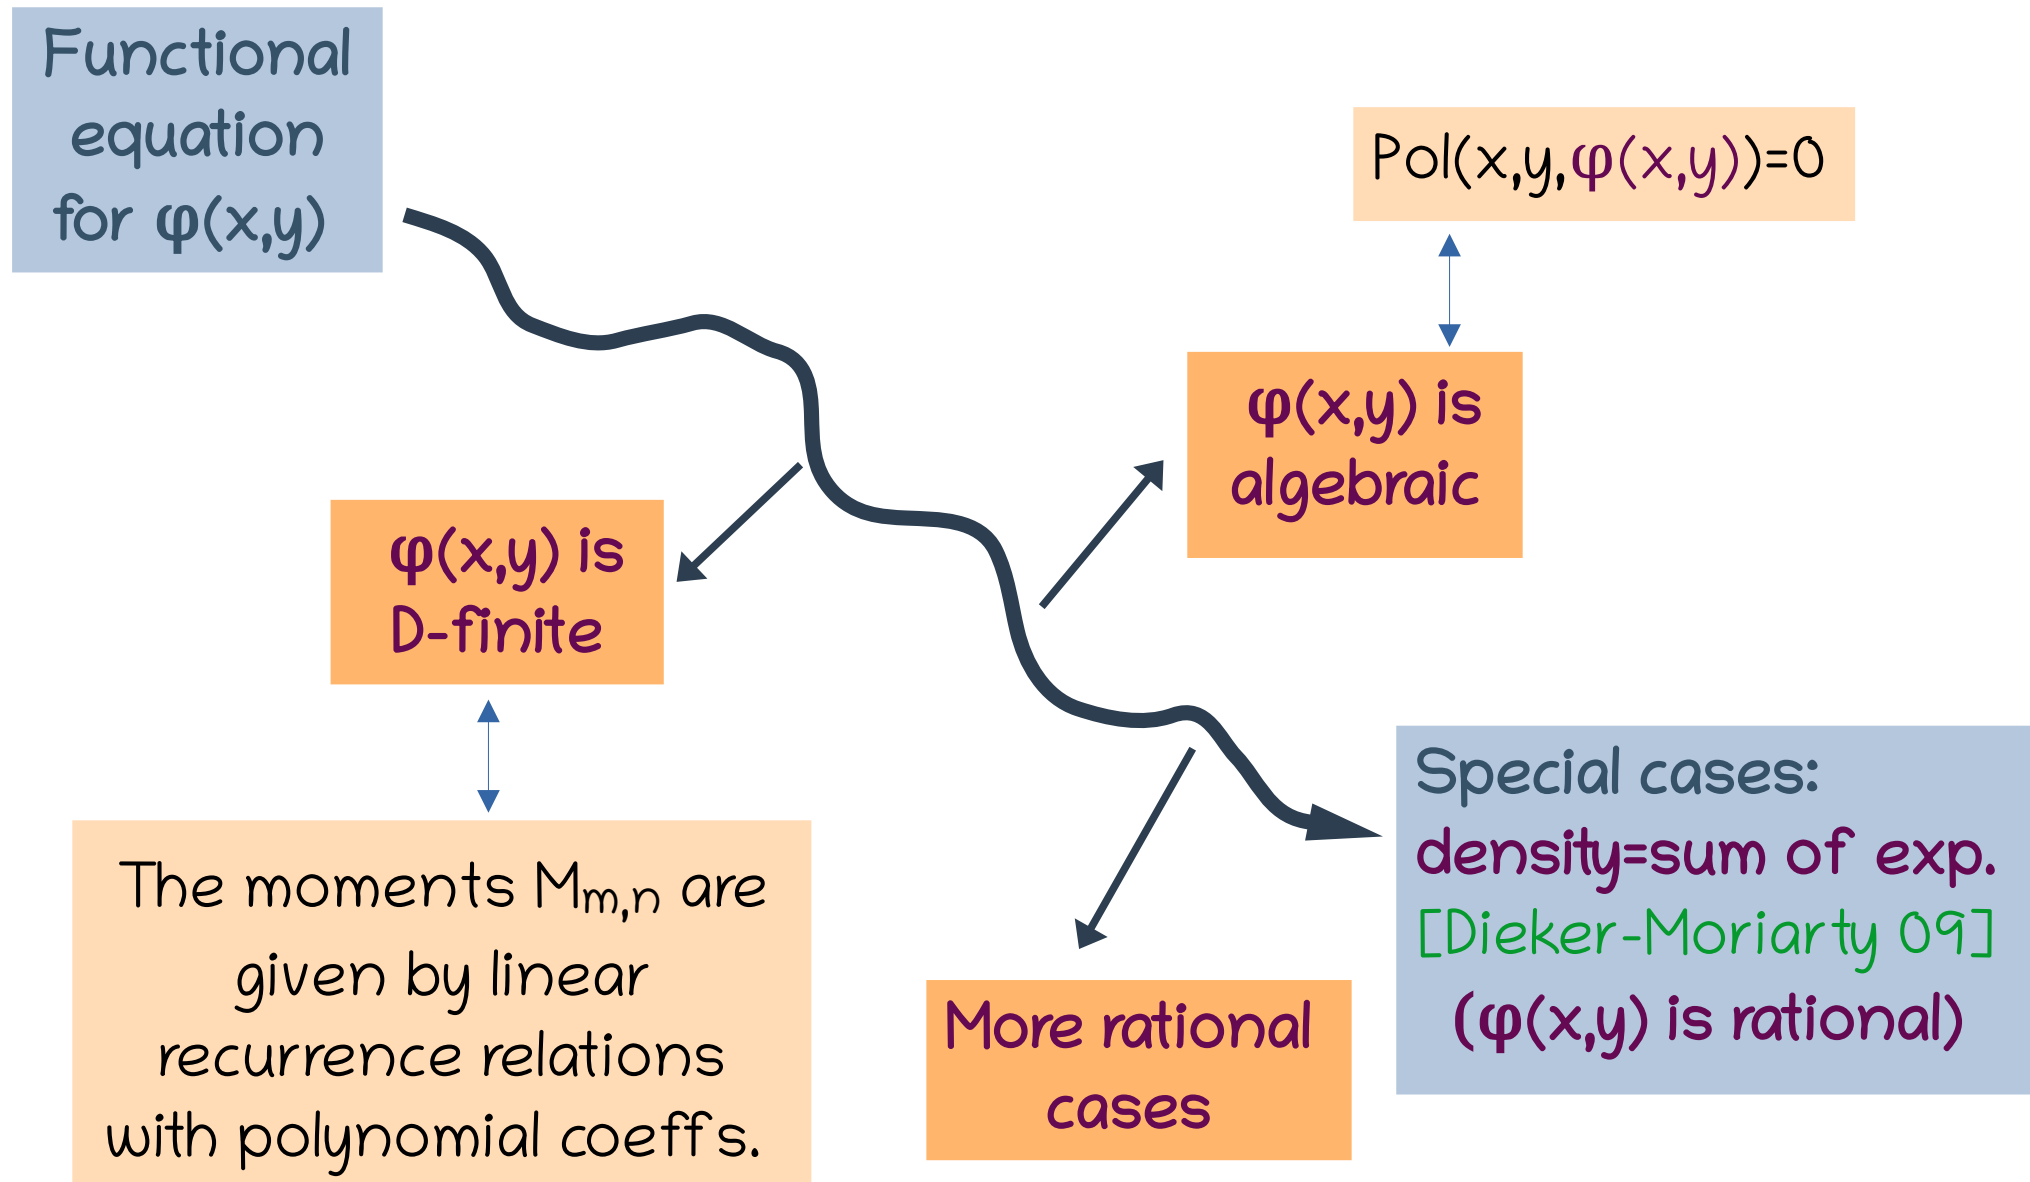 Functional
equation
for φ(x,y)
Pol(x,y,φ(x,y))=0
φ(x,y) is
algebraic
φ(x,y) is
D-finite
The moments Mm,n are
given by linear
recurrence relations
with polynomial coeffs.
More rational
cases
Special cases:
density=sum of exp.
[Dieker-Moriarty 09]
(φ(x,y) is rational)